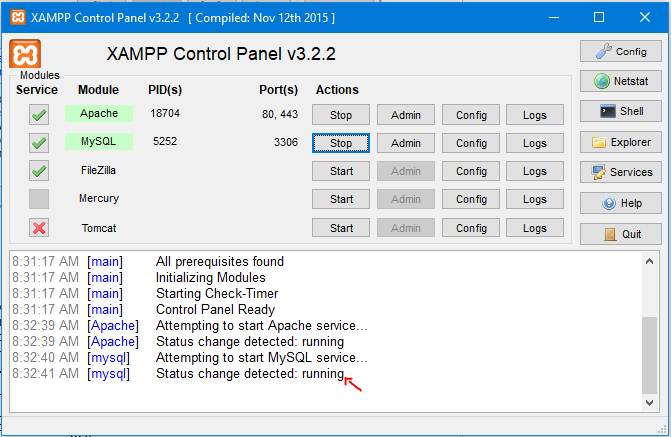 XAMPP Control Panel v3.2.2 [ Compiled: Nov 12th 2015 ]
XAMPP Control Panel v3.2.2
Config
Modules
Service Module PID(s) Port(s) Actions
Netstat
Apache 18704 80, 443 Stop Admin Config Logs
Shell
MySQL 5252 3306 Stop Admin Config Logs
Explorer
FileZilla Start Admin Config Logs
Services
Mercury Start Admin Config Logs
Help
Tomcat Start Admin Config Logs
Quit
8:31:17 AM [main] All prerequisites found
8:31:17 AM [main] Initializing Modules
8:31:17 AM [main] Starting Check-Timer
8:31:17 AM [main] Control Panel Ready
8:32:39 AM [Apache] Attempting to start Apache service...
8:32:39 AM [Apache] Status change detected: running
8:32:40 AM [mysql] Attempting to start MySQL service...
8:32:41 AM [mysql] Status change detected: running